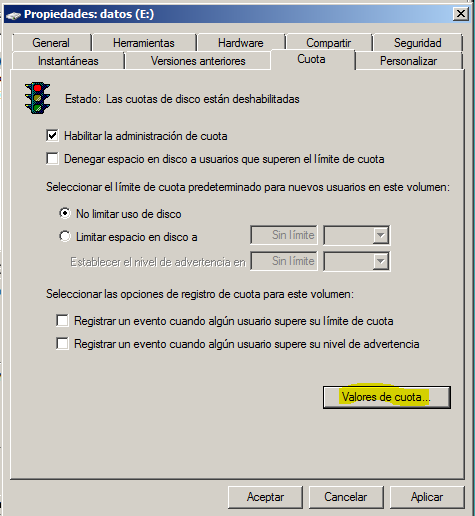 Propiedades: datos (E:)
General Herramientas Hardware Compartir Seguridad
Instantáneas Versiones anteriores Cuota Personalizar
Estado: Las cuotas de disco están deshabilitadas
Habilitar la administración de cuota
Denegar espacio en disco a usuarios que superen el límite de cuota
Seleccionar el límite de cuota predeterminado para nuevos usuarios en este volumen:
No limitar uso de disco
Limitar espacio en disco a Sin límite
Establecer el nivel de advertencia en Sin límite
Seleccionar las opciones de registro de cuota para este volumen:
Registrar un evento cuando algún usuario supere su límite de cuota
Registrar un evento cuando algún usuario supere su nivel de advertencia
Valores de cuota...
Aceptar Cancelar Aplicar